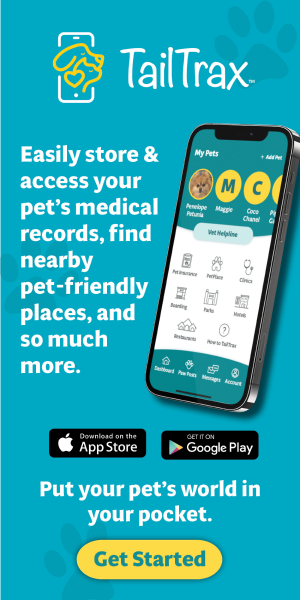 TailTrax™
Easily store &
access your
pet's medical
records, find
nearby
pet-friendly
places, and
so much
more.
My Pets
+ Add Pet
M C
Penelope Petunia
Maggie
Coco Chanel
Vet Helpline
Pet Insurance
PetPlace
Clinics
Boarding
Parks
Hotels
Restaurants
How to TailTrax
?
Dashboard
Paw Posts
Messages
Account
Download on the
App Store
GET IT ON
Google Play
Put your pet's world in
your pocket.
Get Started